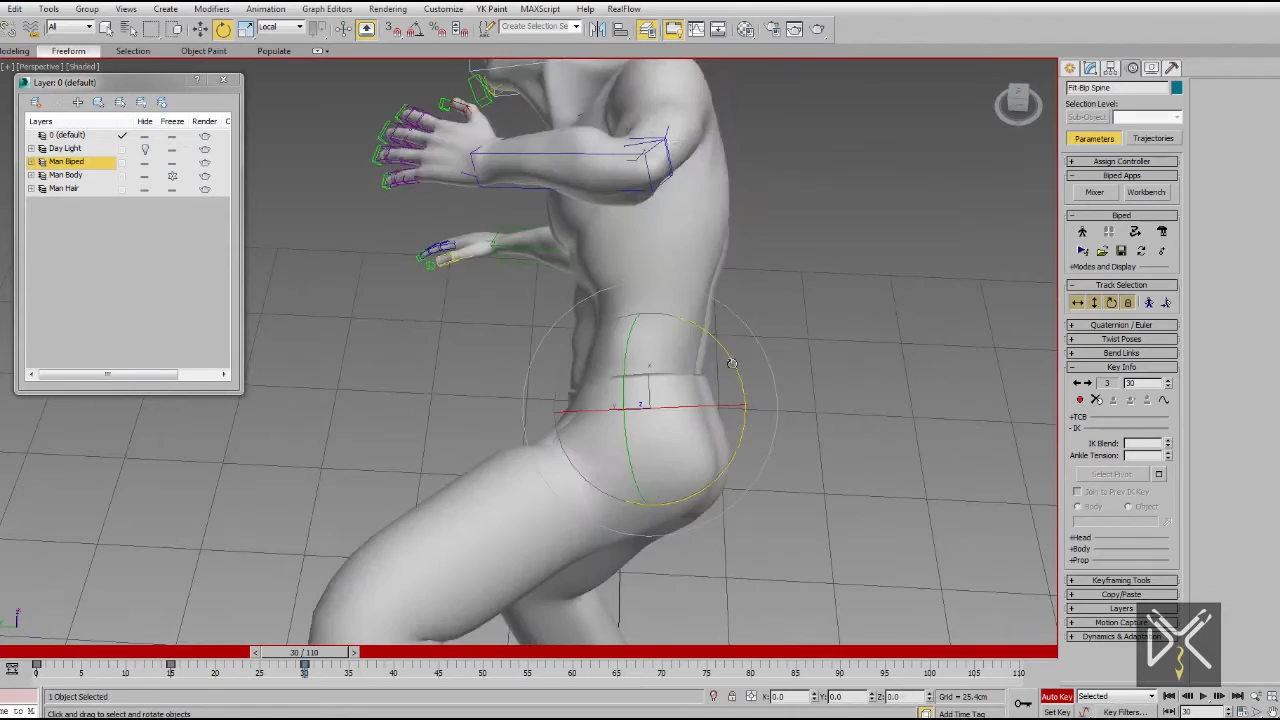 Edit Tools Group Views Create Modifiers Animation Graph Editors Rendering Customize YK Paint MAXScript Help RealFlow
All Local Create Selection Se
odeling Freeform Selection Object Paint Populate
[+] [Perspective] [Shaded]
Layer: 0 (default) ?
Layers Hide Freeze Render C
0 (default)
Day Light
Man Biped
Man Body
Man Hair
Fit-Bip Spine
Selection Level:
Sub-Object
Parameters Trajectories
Assign Controller
Biped Apps
Mixer Workbench
Biped
+Modes and Display
Track Selection
Quaternion / Euler
Twist Poses
Bend Links
Key Info
3 30
+TCB
-IK
IK Blend:
Ankle Tension:
Select Pivot
Join to Prev IK Key
Body Object
+Head
+Body
+Prop
Keyframing Tools
Copy/Paste
Layers
Motion Capture
Dynamics & Adaptation
30 / 110
0 10 15 20 30 40 45 50 55 60 65 70 75 80 85 90 95 100 105 110
1 Object Selected X: 0.0 Y: 0.0 Z: 0.0 Grid = 25.4cm Auto Key Selected
me to M Click and drag to select and rotate objects Add Time Tag Set Key Key Filters... 30